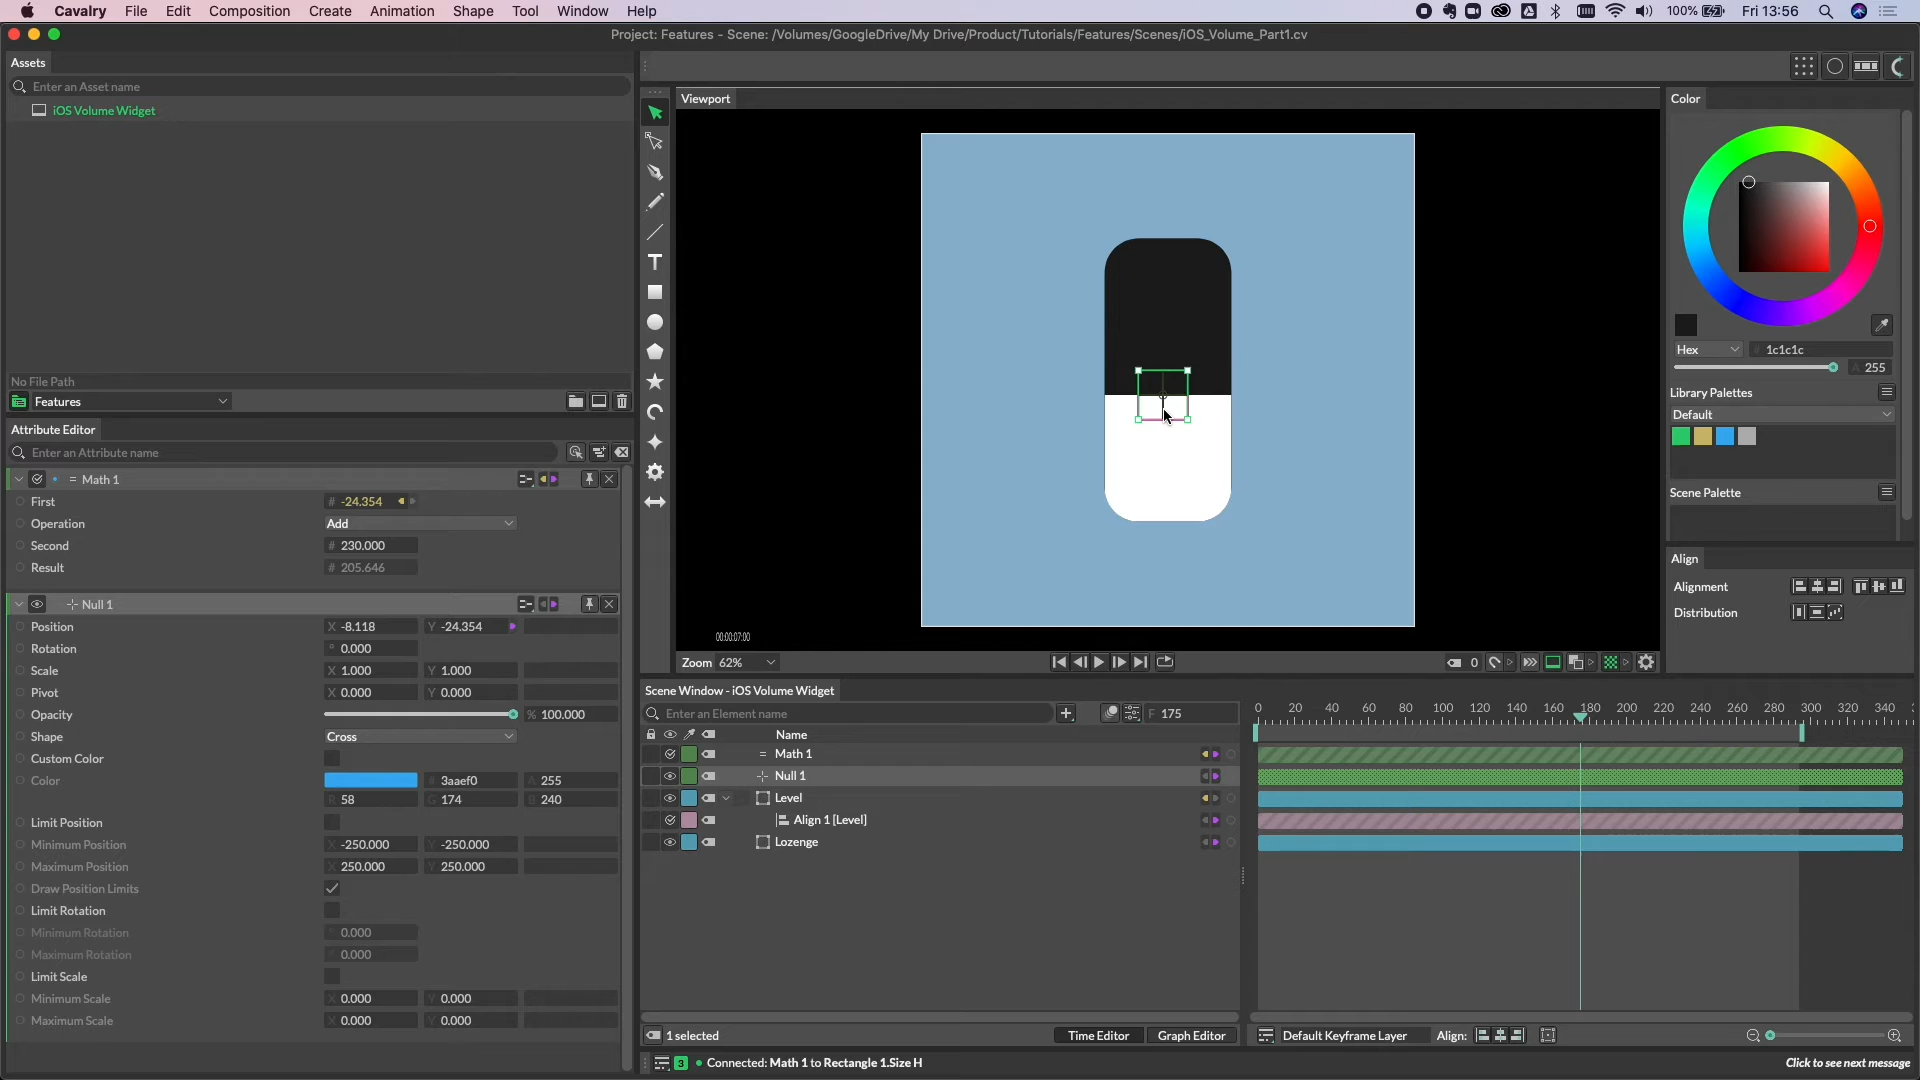 Cavalry File Edit Composition Create Animation Shape Tool Window Help 100% Fri 13:56
Project: Features - Scene: /Volumes/GoogleDrive/My Drive/Product/Tutorials/Features/Scenes/iOS_Volume_Part1.cv
Assets
Enter an Asset name
iOS Volume Widget
No File Path
Features
Attribute Editor
Enter an Attribute name
= Math 1
First # -24.354
Operation Add
Second # 230.000
Result # 205.646
Null 1
Position X -8.118 Y -24.354
Rotation ° 0.000
Scale X 1.000 Y 1.000
Pivot X 0.000 Y 0.000
Opacity % 100.000
Shape Cross
Custom Color
Color # 3aaef0 A 255
R 58 G 174 B 240
Limit Position
Minimum Position X -250.000 Y -250.000
Maximum Position X 250.000 Y 250.000
Draw Position Limits
Limit Rotation
Minimum Rotation ° 0.000
Maximum Rotation ° 0.000
Limit Scale
Minimum Scale X 0.000 Y 0.000
Maximum Scale X 0.000 Y 0.000
Viewport
T
00:00:07:00
Zoom 62% 0
Color
Hex 1c1c1c
A 255
Library Palettes
Default
Scene Palette
Align
Alignment
Distribution
Scene Window - iOS Volume Widget
Enter an Element name F 175
0 20 40 60 80 100 120 140 160 180 200 220 240 260 280 300 320 340
Name
= Math 1
Null 1
Level
Align 1 [Level]
Lozenge
1 selected Time Editor Graph Editor Default Keyframe Layer Align:
3 Connected: Math 1 to Rectangle 1.Size H Click to see next message